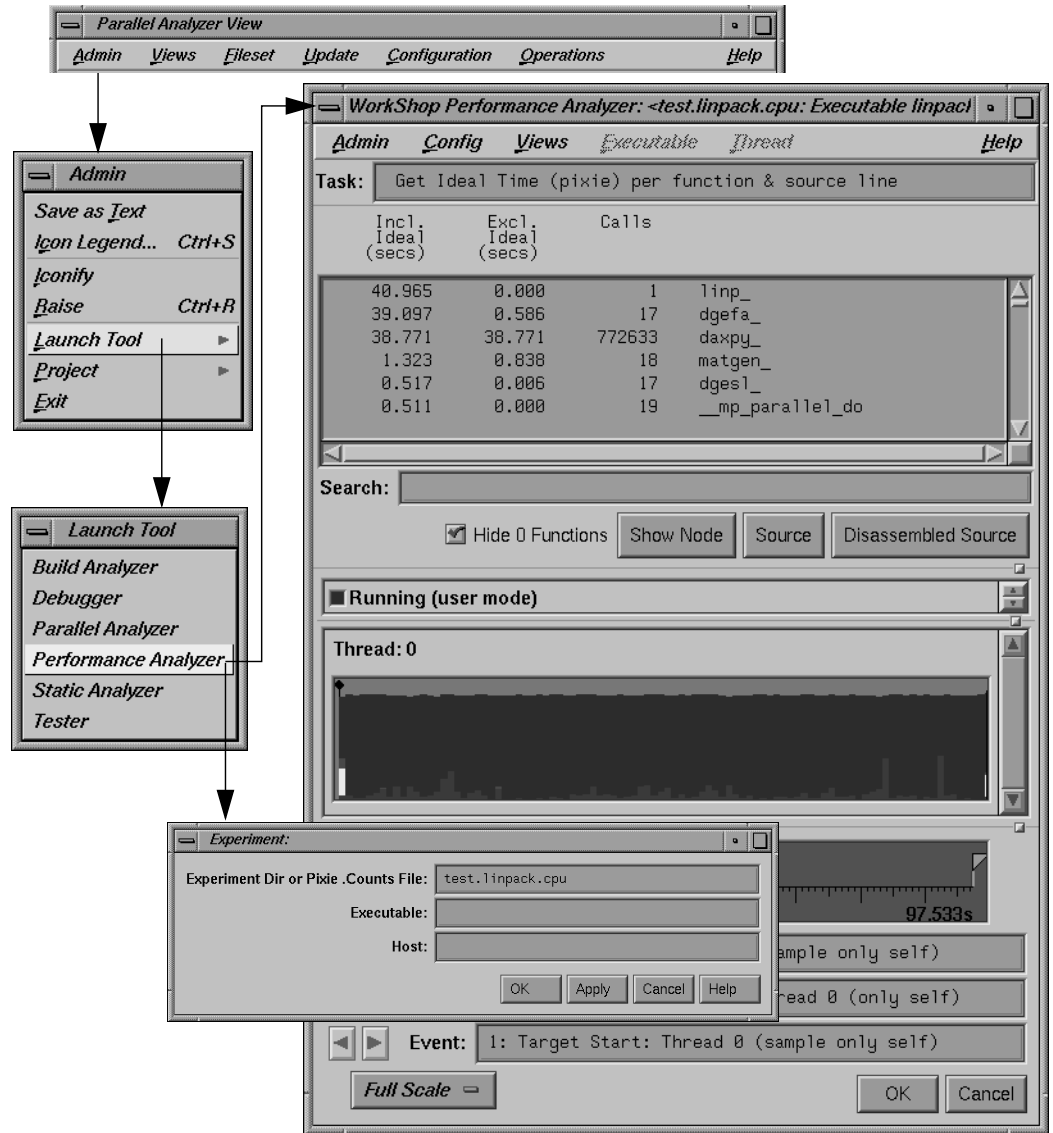 Parallel Analyzer View
Admin Views Fileset Update Configuration Operations Help
Admin
Save as Text
Icon Legend... Ctrl+S
Iconify
Raise Ctrl+R
Launch Tool
Project
Exit
Launch Tool
Build Analyzer
Debugger
Parallel Analyzer
Performance Analyzer
Static Analyzer
Tester
WorkShop Performance Analyzer: <test.linpack.cpu: Executable linpack
Admin Config Views Executable Thread Help
Task: Get Ideal Time (pixie) per function & source line
Incl. Excl. Calls
Ideal Ideal
(secs) (secs)
40.965 0.000 1 linp_
39.097 0.586 17 dgefa_
38.771 38.771 772633 daxpy_
1.323 0.838 18 matgen_
0.517 0.006 17 dgesl_
0.511 0.000 19 __mp_parallel_do
Search:
Hide 0 Functions Show Node Source Disassembled Source
Running (user mode)
Thread: 0
97.533s
ample only self)
read 0 (only self)
Event: 1: Target Start: Thread 0 (sample only self)
Full Scale OK Cancel
Experiment:
Experiment Dir or Pixie .Counts File: test.linpack.cpu
Executable:
Host:
OK Apply Cancel Help